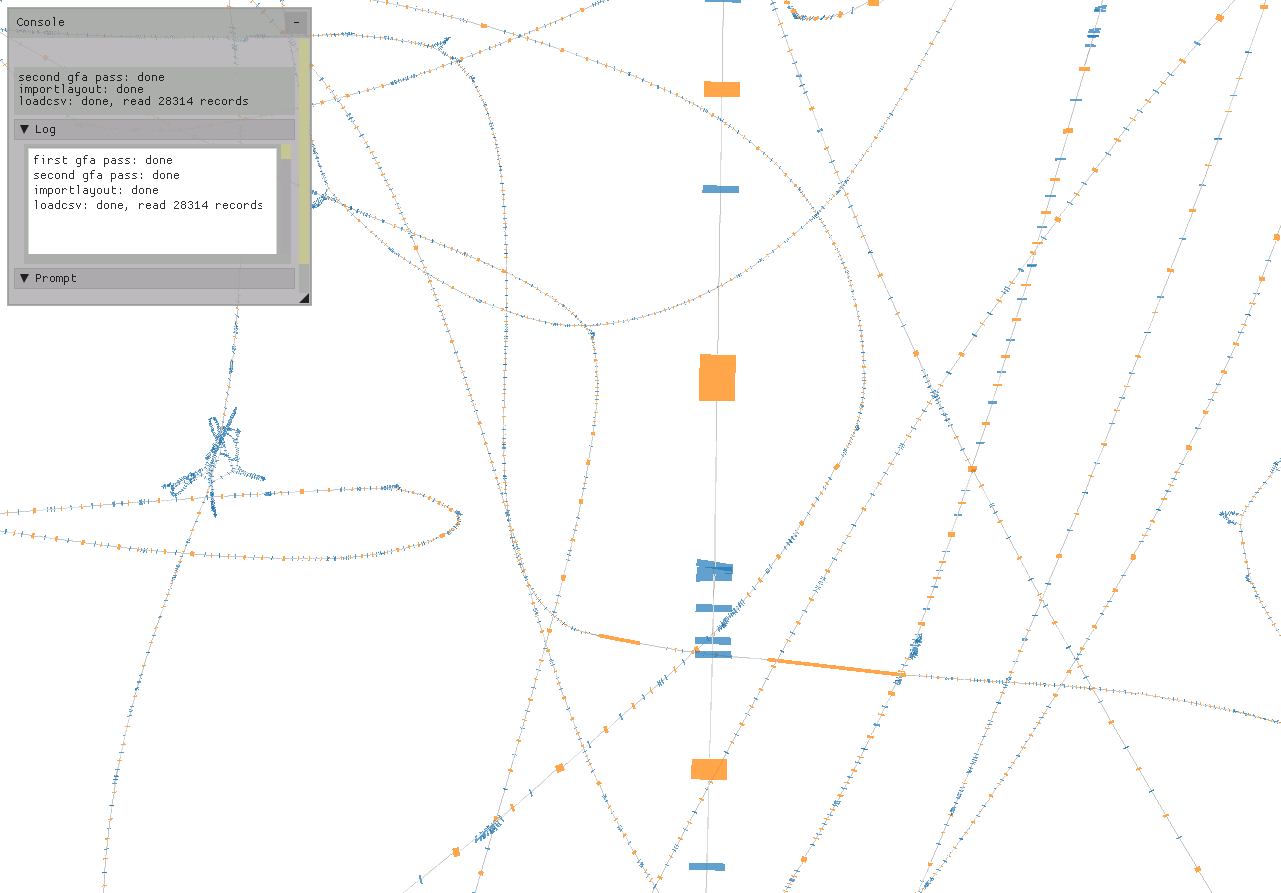 Console
second gfa pass: done
importlayout: done
loadcsv: done, read 28314 records
Log
first gfa pass: done
second gfa pass: done
importlayout: done
loadcsv: done, read 28314 records
Prompt